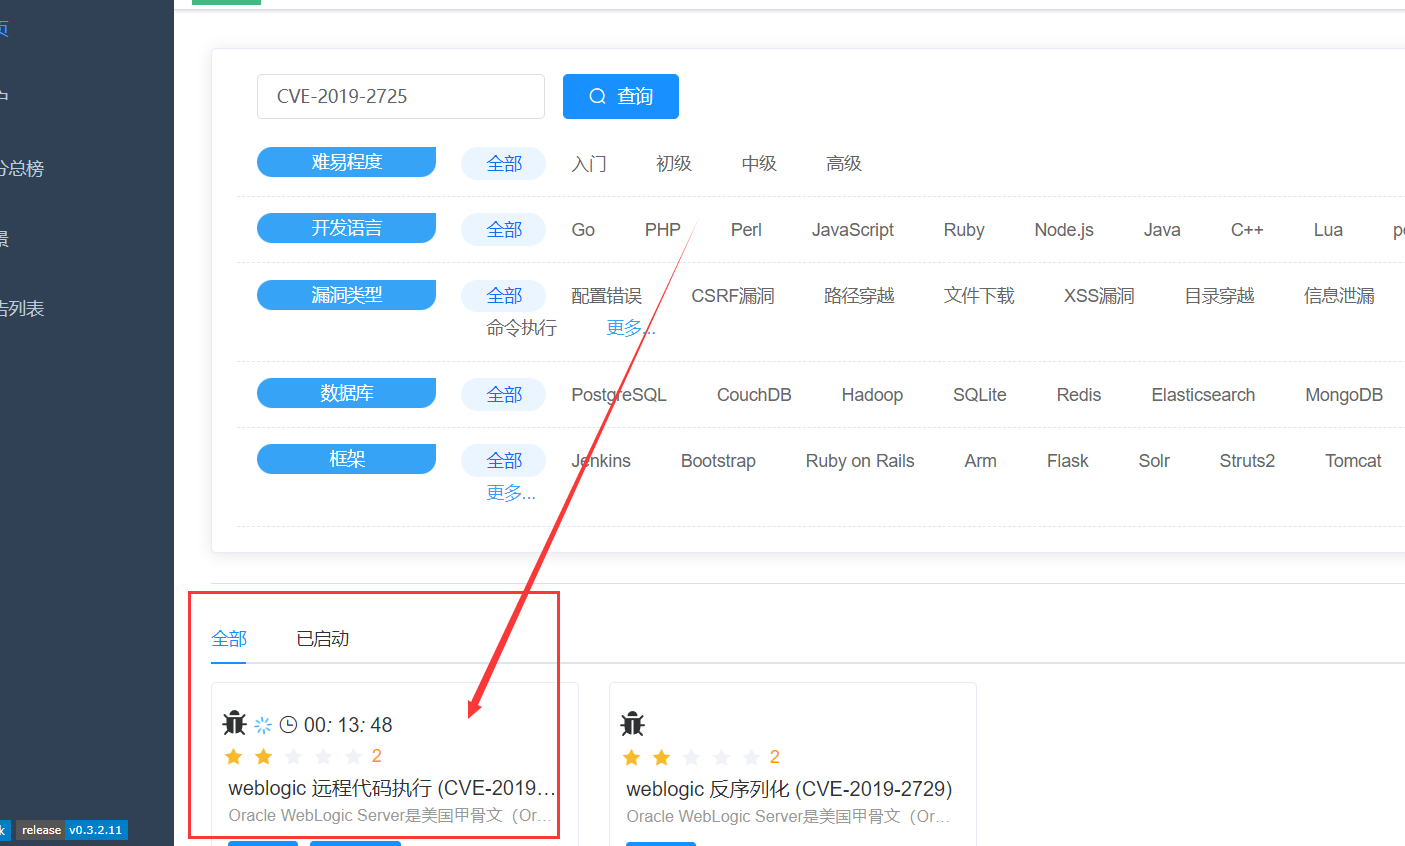 页
户
分总榜
景
告列表
CVE-2019-2725
查询
难易程度 全部 入门 初级 中级 高级
开发语言 全部 Go PHP Perl JavaScript Ruby Node.js Java C++ Lua
漏洞类型 全部 配置错误 CSRF漏洞 路径穿越 文件下载 XSS漏洞 目录穿越 信息泄漏
命令执行 更多...
数据库 全部 PostgreSQL CouchDB Hadoop SQLite Redis Elasticsearch MongoDB
框架 全部 Jenkins Bootstrap Ruby on Rails Arm Flask Solr Struts2 Tomcat
更多...
全部 已启动
00: 13: 48
2
weblogic 远程代码执行 (CVE-2019...
Oracle WebLogic Server是美国甲骨文（Or...
2
weblogic 反序列化 (CVE-2019-2729)
Oracle WebLogic Server是美国甲骨文（Or...
k release v0.3.2.11